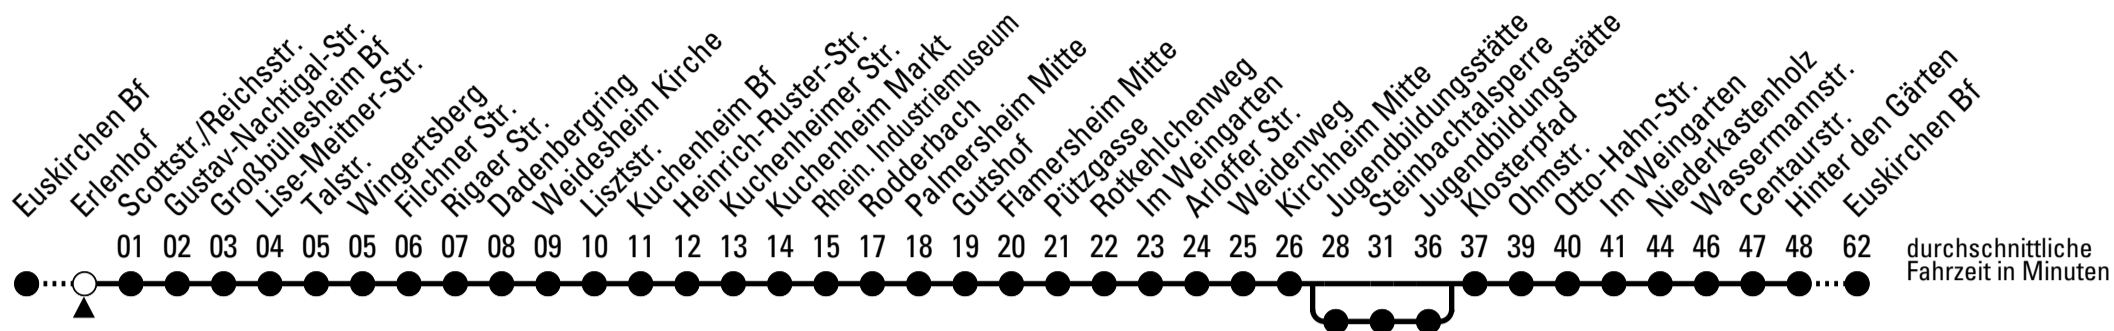 Euskirchen Bf
Erlenhof
Scottstr./Reichsstr.
Gustav-Nachtigal-Str.
Großbüllesheim Bf
Lise-Meitner-Str.
Talstr.
Wingertsberg
Filchner Str.
Rigaer Str.
Dadenbergring
Weidesheim Kirche
Lisztstr.
Kuchenheim Bf
Heinrich-Ruster-Str.
Kuchenheimer Str.
Kuchenheim Markt
Rhein. Industriemuseum
Rodderbach
Palmersheim Mitte
Gutshof
Flamersheim Mitte
Pützgasse
Rotkehlchenweg
Im Weingarten
Arloffer Str.
Weidenweg
Kirchheim Mitte
Jugendbildungsstätte
Steinbachtalsperre
Jugendbildungsstätte
Klosterpfad
Ohmstr.
Otto-Hahn-Str.
Im Weingarten
Niederkastenholz
Wassermannstr.
Centaurstr.
Hinter den Gärten
Euskirchen Bf
01 02 03 04 05 05 06 07 08 09 10 11 12 13 14 15 17 18 19 20 21 22 23 24 25 26 28 31 36 37 39 40 41 44 46 47 48 62
durchschnittliche
Fahrzeit in Minuten